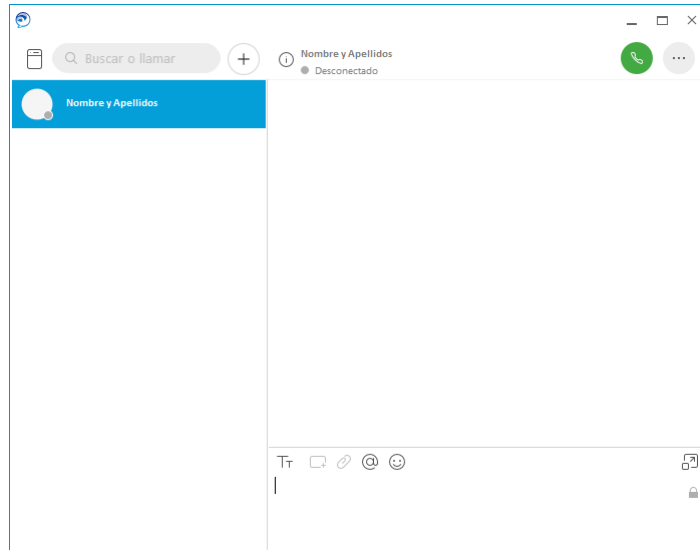 Buscar o llamar
Nombre y Apellidos
Desconectado
Nombre y Apellidos